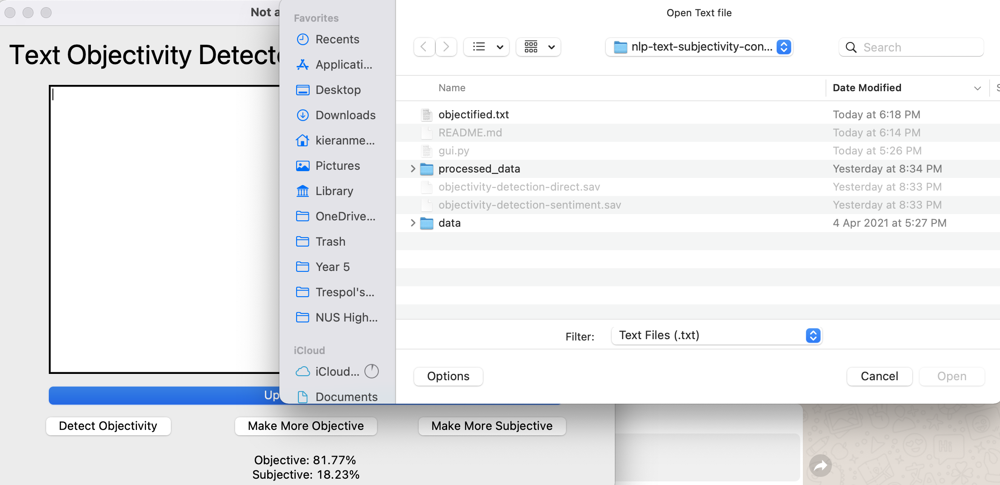 Not a
Text Objectivity Detect
Up
Detect Objectivity
Make More Objective
Make More Subjective
Objective: 81.77%
Subjective: 18.23%
Favorites
Recents
Applicati...
Desktop
Downloads
kieranme...
Pictures
Library
OneDrive...
Trash
Year 5
Trespol's...
NUS High...
iCloud
iCloud...
Documents
Open Text file
nlp-text-subjectivity-con...
Search
Name
Date Modified
objectified.txt Today at 6:18 PM
README.md Today at 6:14 PM
gui.py Today at 5:26 PM
processed_data Yesterday at 8:34 PM
objectivity-detection-direct.sav Yesterday at 8:33 PM
objectivity-detection-sentiment.sav Yesterday at 8:33 PM
data 4 Apr 2021 at 5:27 PM
Filter: Text Files (.txt)
Options
Cancel
Open
Hi